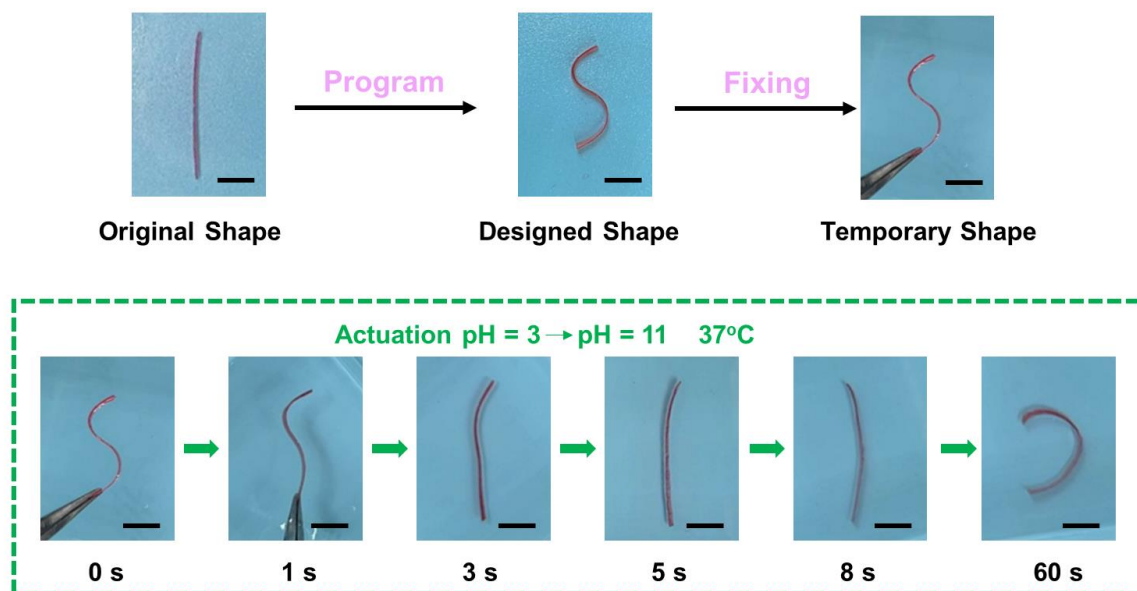 Program
Fixing
Original Shape
Designed Shape
Temporary Shape
Actuation pH = 3 → pH = 11 37°C
0 s
1 s
3 s
5 s
8 s
60 s